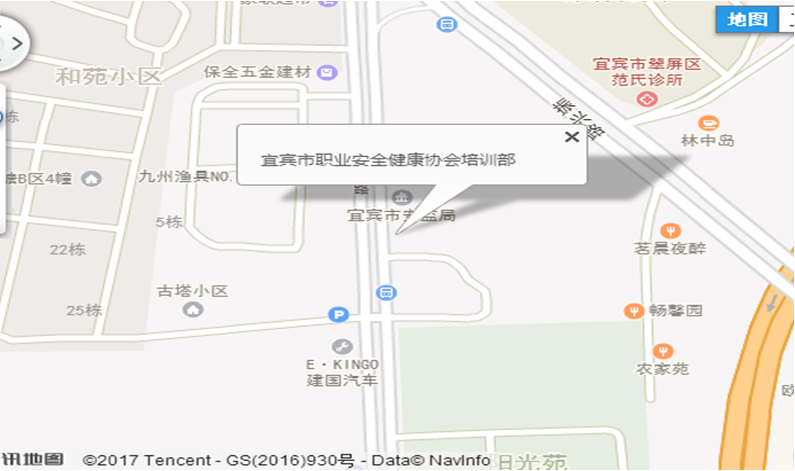 地图
宜宾市翠屏区
范氏诊所
和苑小区
保全五金建材
振兴路
林中岛
宜宾市职业安全健康协会培训部
B区4幢
九州渔具NO.
路
宜宾市安监局
5栋
22栋
茗晨夜醉
古塔小区
25栋
P
畅馨园
E·KINGO
建国汽车
农家苑
讯地图
©2017 Tencent - GS(2016)930号 - Data© NavInfo
阳光苑